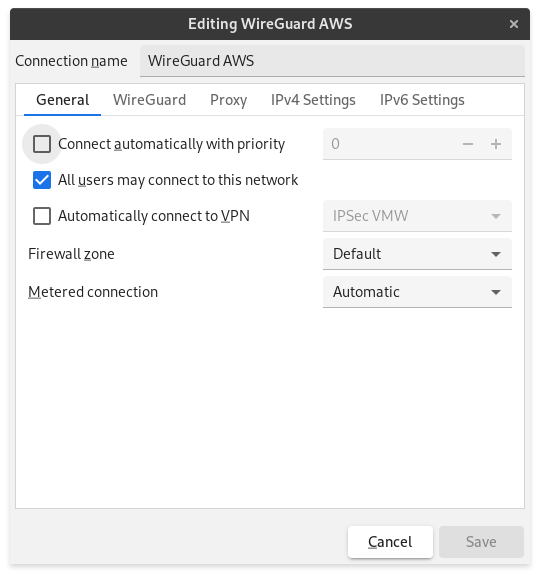 Editing WireGuard AWS ×
Connection name WireGuard AWS
General WireGuard Proxy IPv4 Settings IPv6 Settings
Connect automatically with priority 0 − +
All users may connect to this network
Automatically connect to VPN IPSec VMW
Firewall zone Default
Metered connection Automatic
Cancel Save